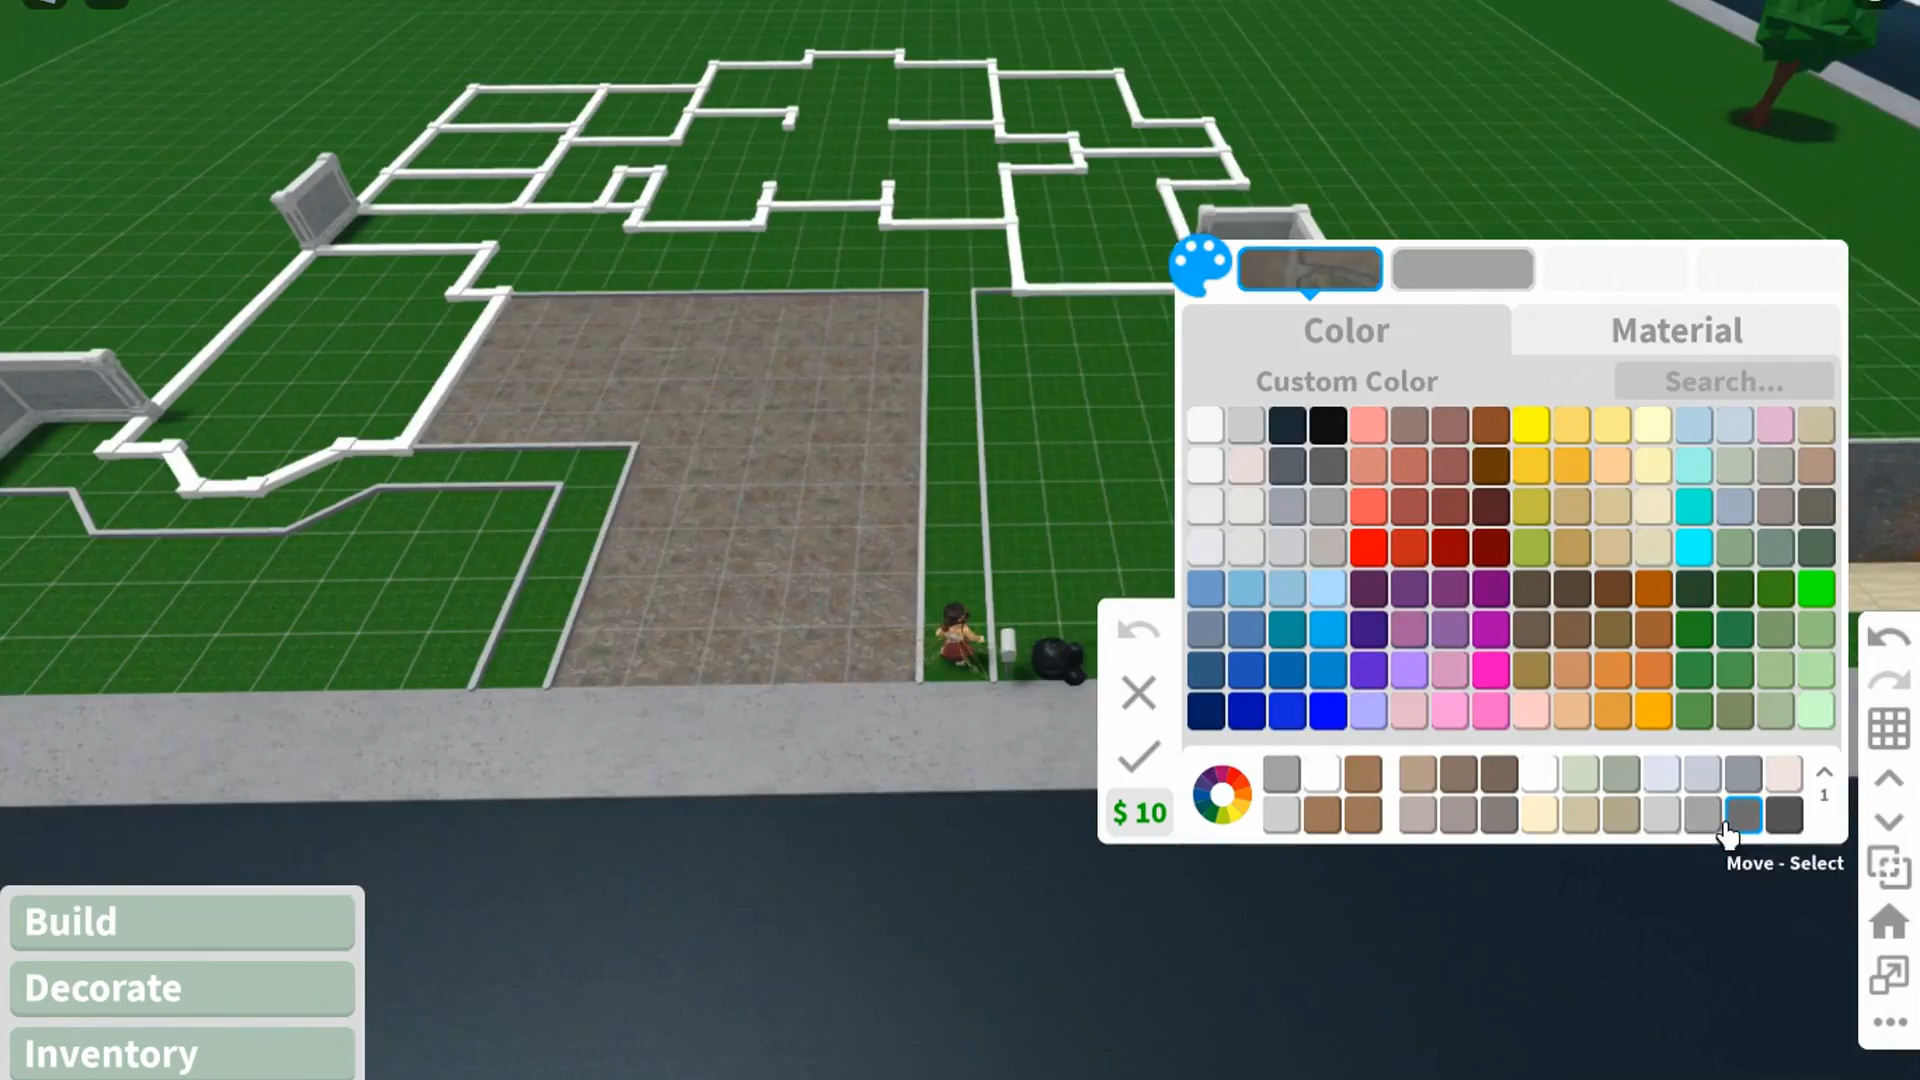 Color
Material
Custom Color
Search...
$ 10
1
Move - Select
Build
Decorate
Inventory